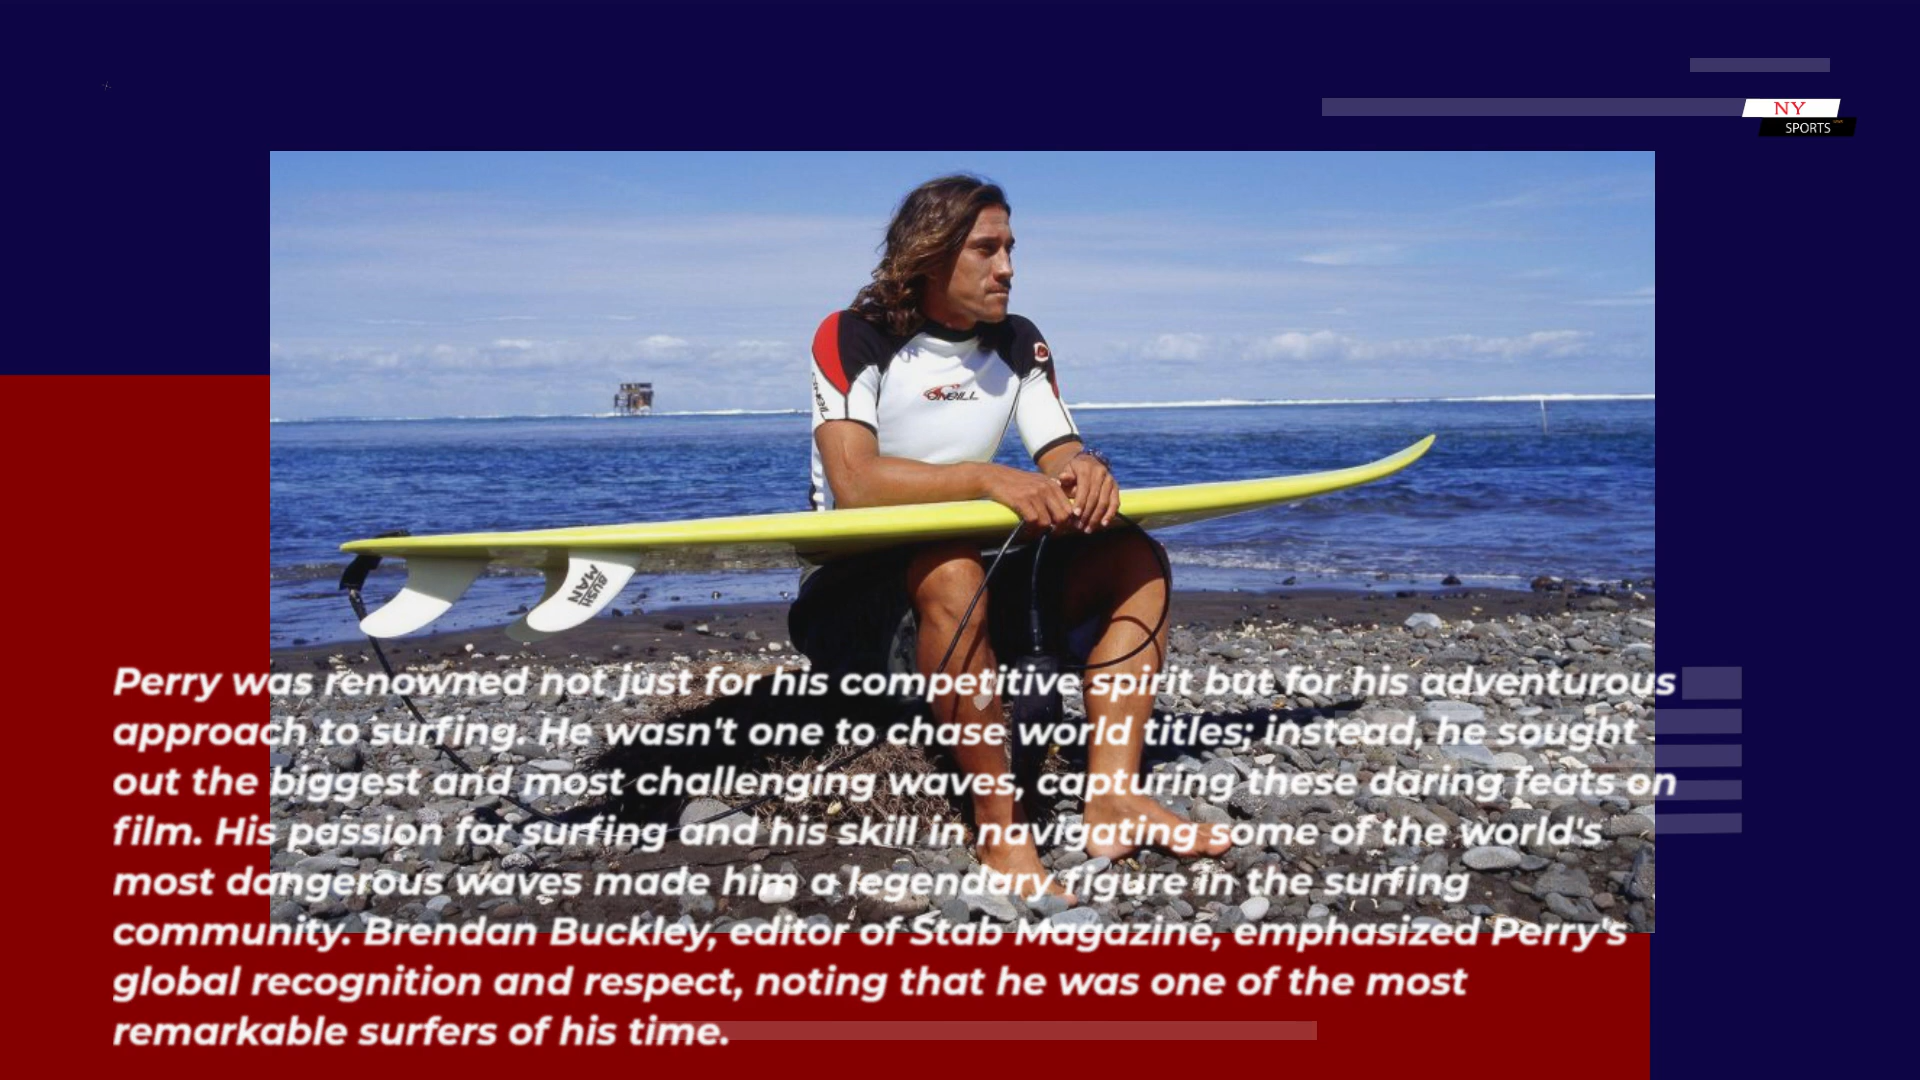 NY
SPORTS
O'NEILL
BUSH
MAN
Perry was renowned not just for his competitive spirit but for his adventurous
approach to surfing. He wasn't one to chase world titles; instead, he sought
out the biggest and most challenging waves, capturing these daring feats on
film. His passion for surfing and his skill in navigating some of the world's
most dangerous waves made him a legendary figure in the surfing
community. Brendan Buckley, editor of Stab Magazine, emphasized Perry's
global recognition and respect, noting that he was one of the most
remarkable surfers of his time.